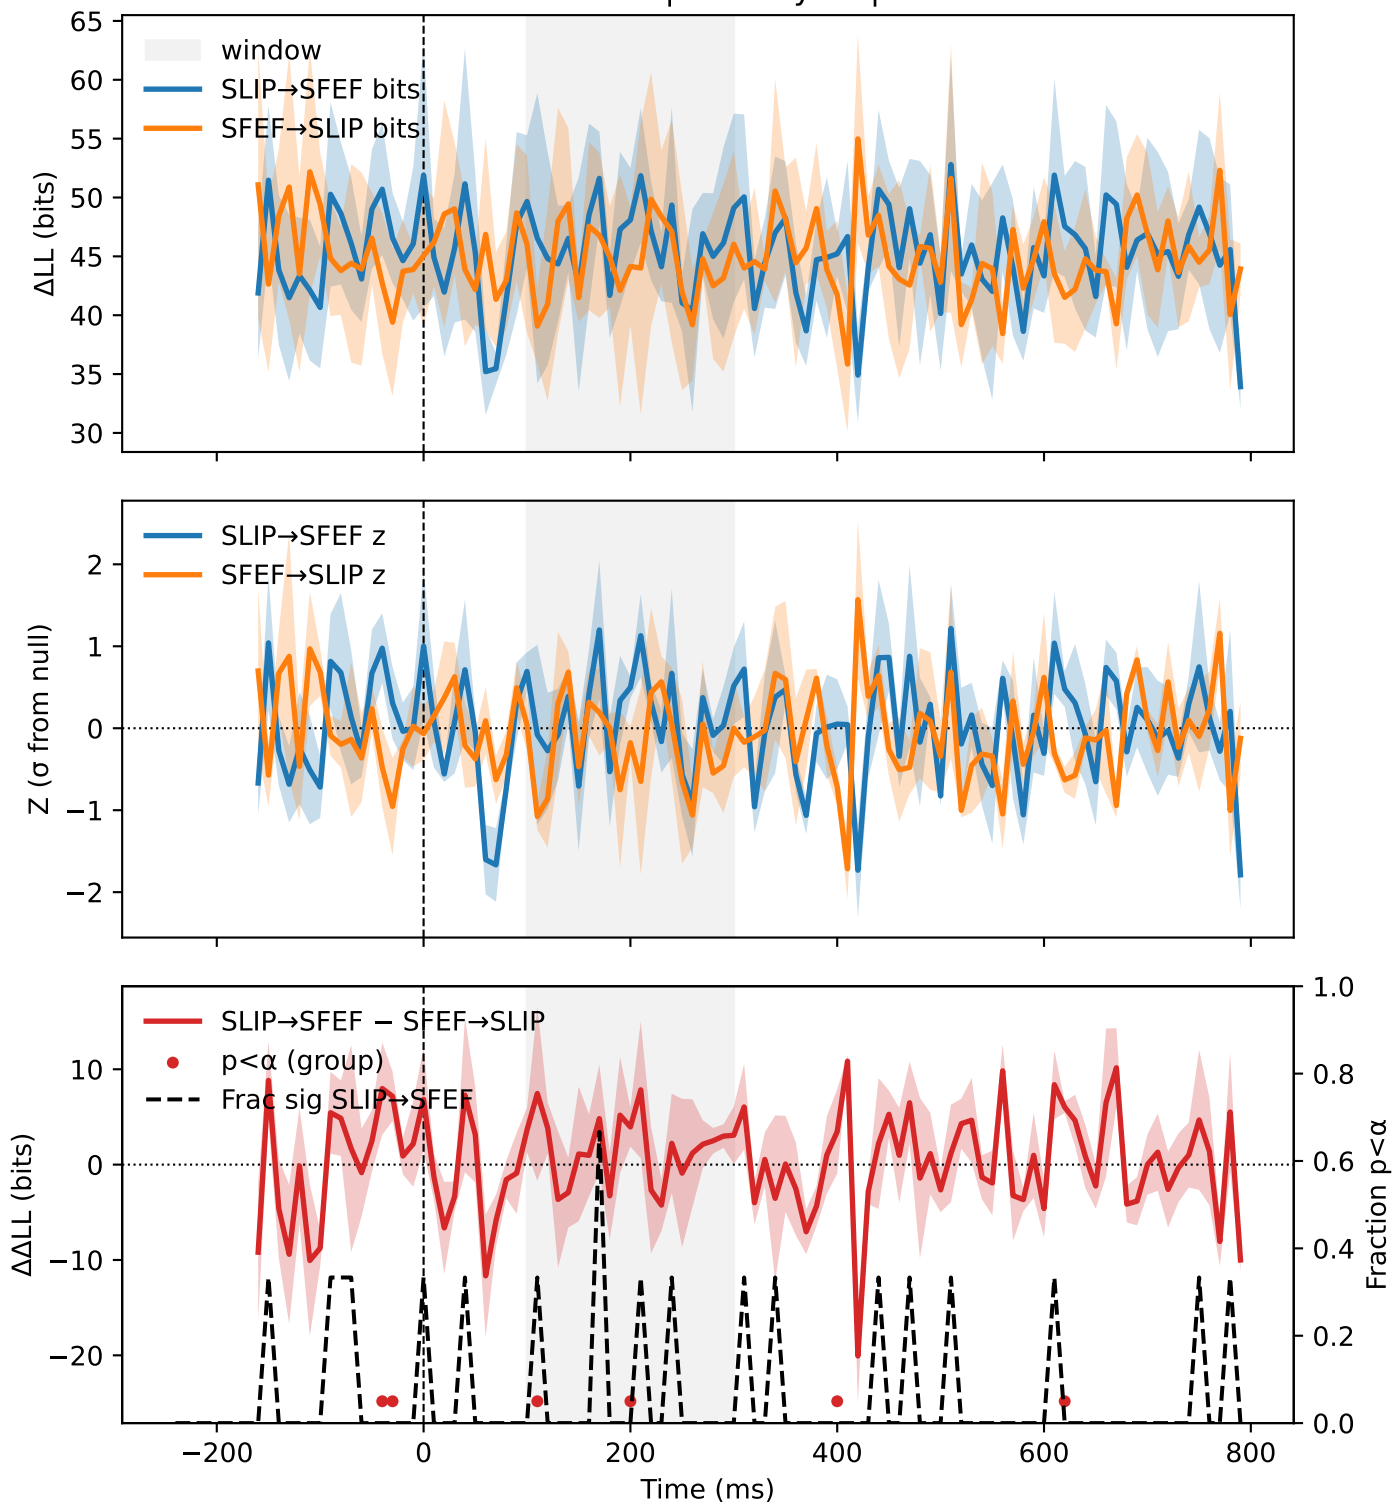 65
60
55
50
45
40
35
30
ΔLL (bits)
window
SLIP→SFEF bits
SFEF→SLIP bits
2
1
0
−1
−2
Z (σ from null)
SLIP→SFEF z
SFEF→SLIP z
10
0
−10
−20
ΔΔLL (bits)
SLIP→SFEF − SFEF→SLIP
p<α (group)
Frac sig SLIP→SFEF
1.0
0.8
0.6
0.4
0.2
0.0
Fraction p<α
−200
0
200
400
600
800
Time (ms)